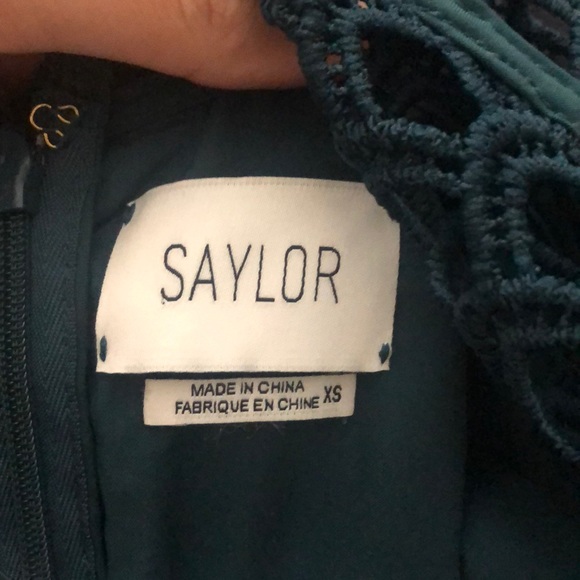 SAYLOR
MADE IN CHINA XS
FABRIQUE EN CHINE